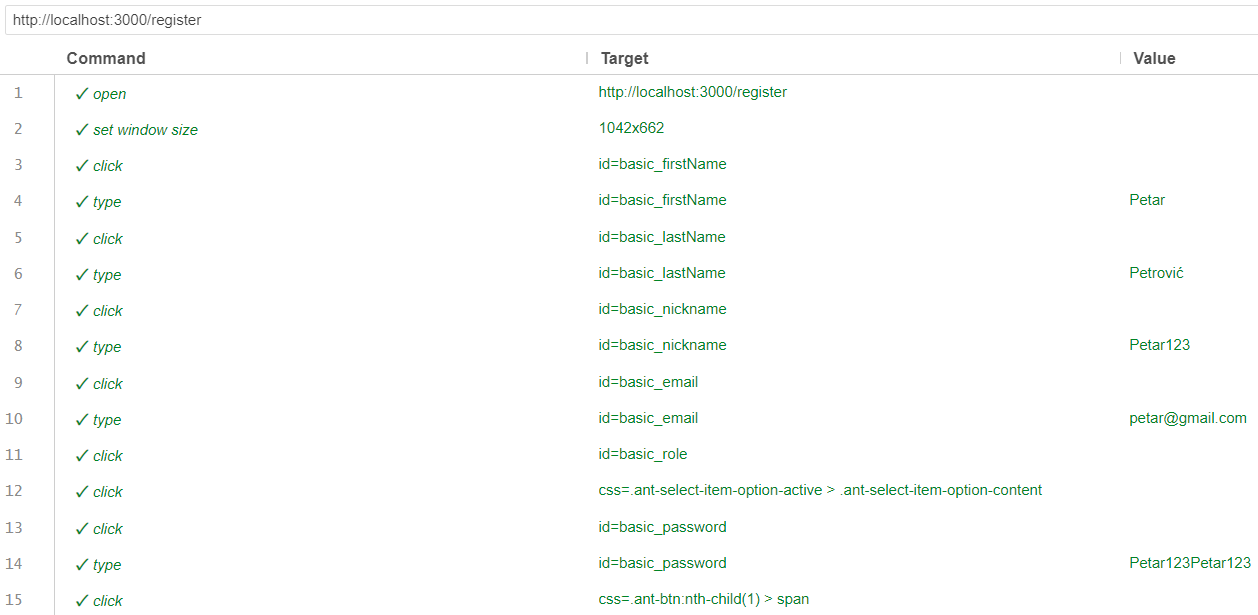 http://localhost:3000/register
Command Target Value
1 ✓ open http://localhost:3000/register
2 ✓ set window size 1042x662
3 ✓ click id=basic_firstName
4 ✓ type id=basic_firstName Petar
5 ✓ click id=basic_lastName
6 ✓ type id=basic_lastName Petrović
7 ✓ click id=basic_nickname
8 ✓ type id=basic_nickname Petar123
9 ✓ click id=basic_email
10 ✓ type id=basic_email petar@gmail.com
11 ✓ click id=basic_role
12 ✓ click css=.ant-select-item-option-active > .ant-select-item-option-content
13 ✓ click id=basic_password
14 ✓ type id=basic_password Petar123Petar123
15 ✓ click css=.ant-btn:nth-child(1) > span